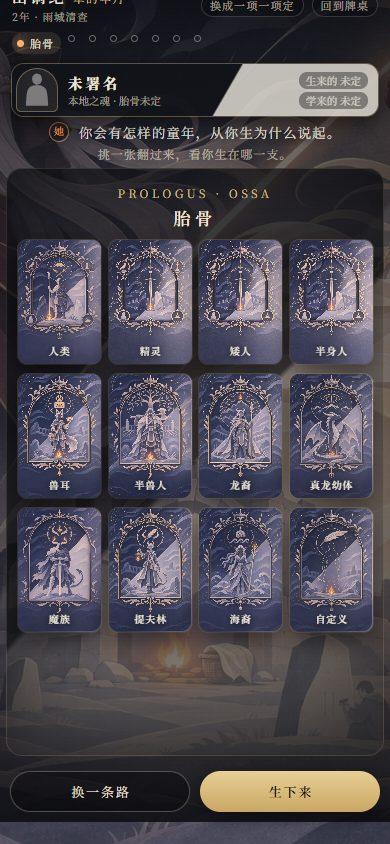 换成一项一项定
回到牌桌
2年 · 雨城清查
胎骨
未署名
本地之魂 · 胎骨未定
生来的 未定
学来的 未定
她
你会有怎样的童年，从你生为什么说起。
挑一张翻过来，看你生在哪一支。
PROLOGUS · OSSA
胎骨
人类
精灵
矮人
半身人
兽耳
半兽人
龙裔
真龙幼体
魔族
提夫林
海裔
自定义
换一条路
生下来